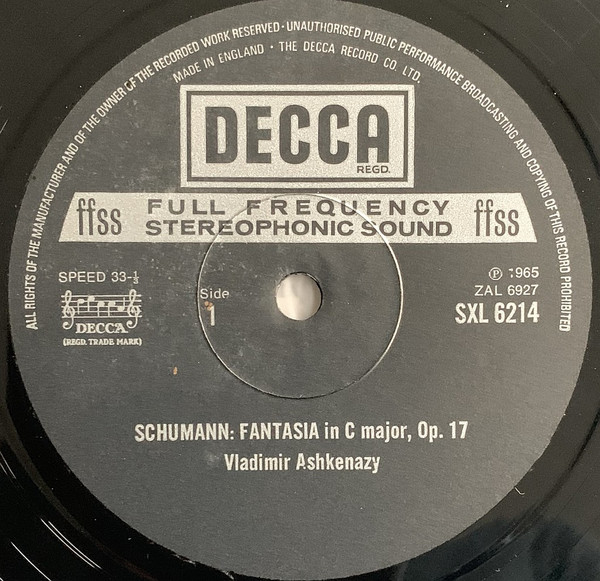 ALL RIGHTS OF THE MANUFACTURER AND OF THE OWNER OF THE RECORDED WORK RESERVED · UNAUTHORISED PUBLIC PERFORMANCE BROADCASTING AND COPYING OF THIS RECORD PROHIBITED
MADE IN ENGLAND · THE DECCA RECORD CO. LTD.
DECCA
REGD.
ffss FULL FREQUENCY STEREOPHONIC SOUND ffss
SPEED 33-⅓
DECCA
(REGD. TRADE MARK)
Side
1
Ⓟ 1965
ZAL 6927
SXL 6214
SCHUMANN: FANTASIA in C major, Op. 17
Vladimir Ashkenazy